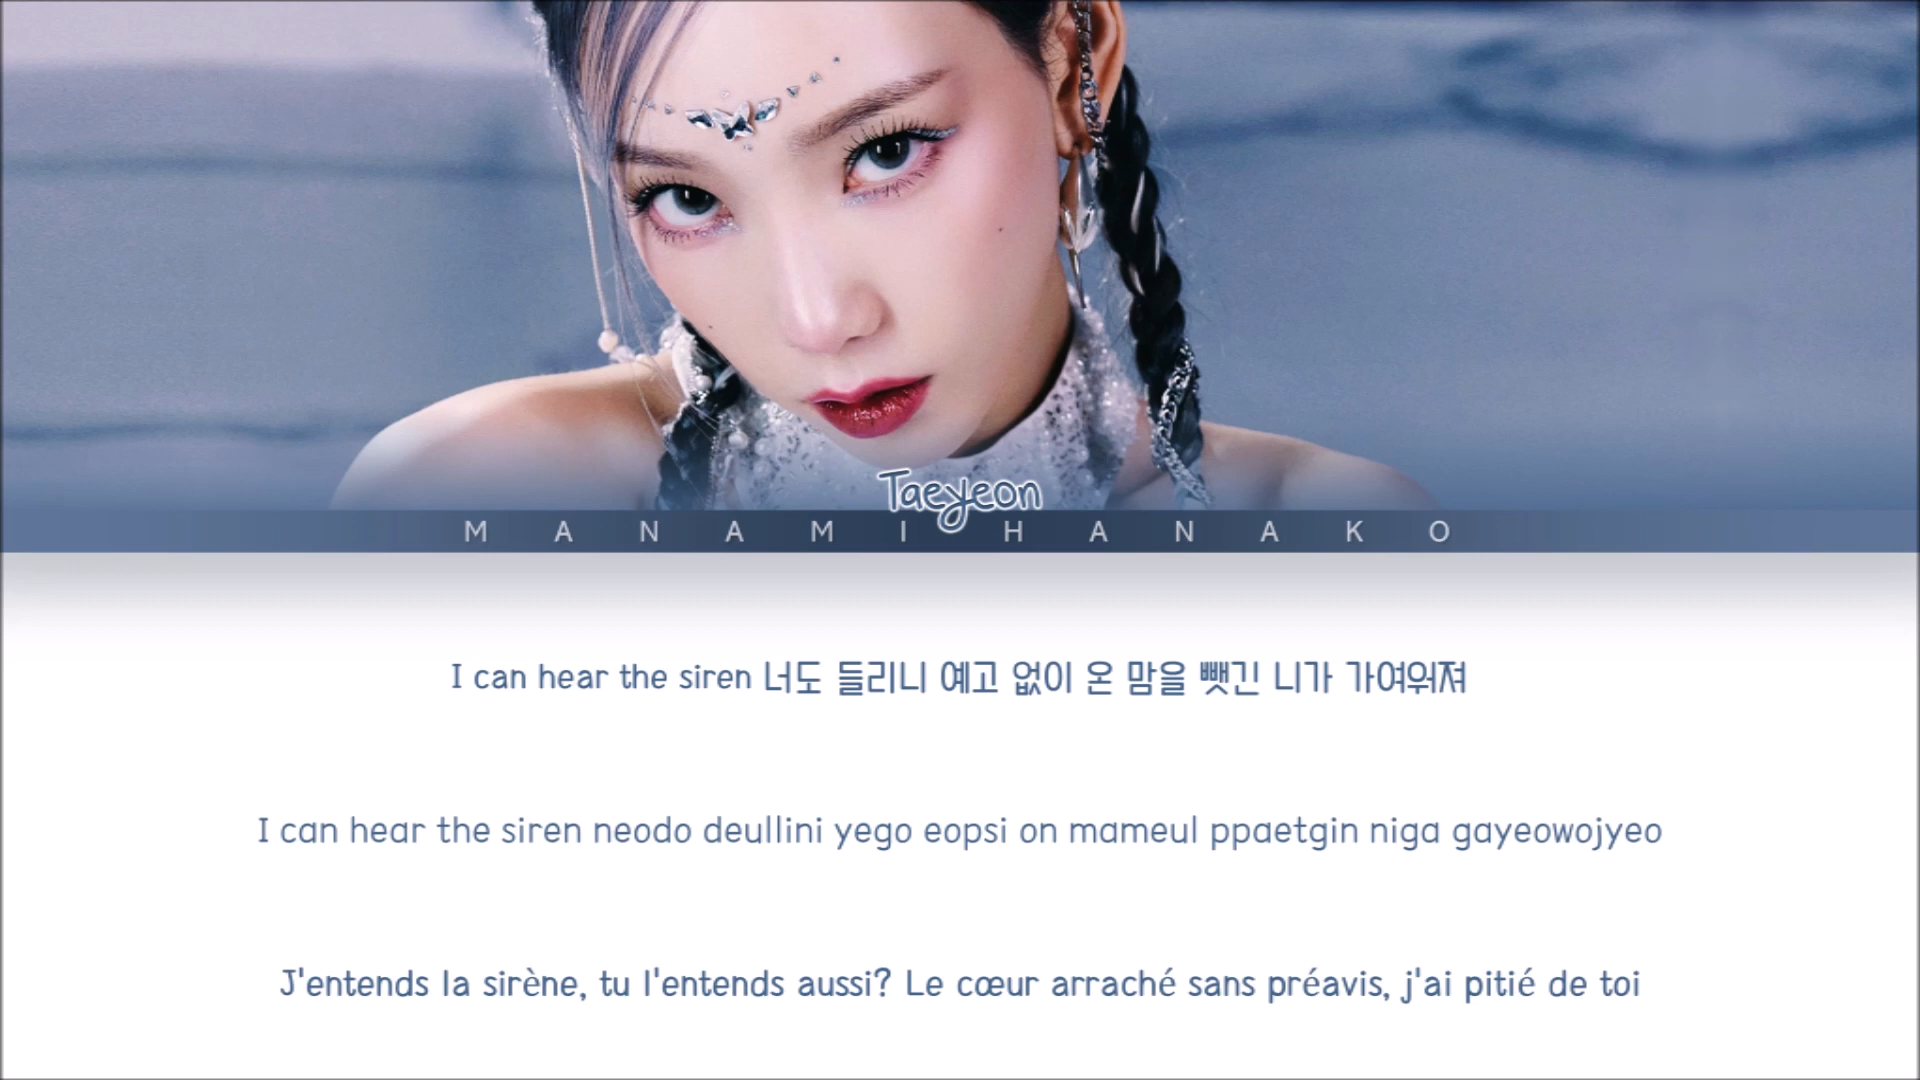 Taeyeon
MANAMI HANAKO
I can hear the siren 너도 들리니 예고 없이 온 맘을 뺏긴 니가 가여워져
I can hear the siren neodo deullini yego eopsi on mameul ppaetgin niga gayeowojyeo
J'entends la sirène, tu l'entends aussi? Le cœur arraché sans préavis, j'ai pitié de toi